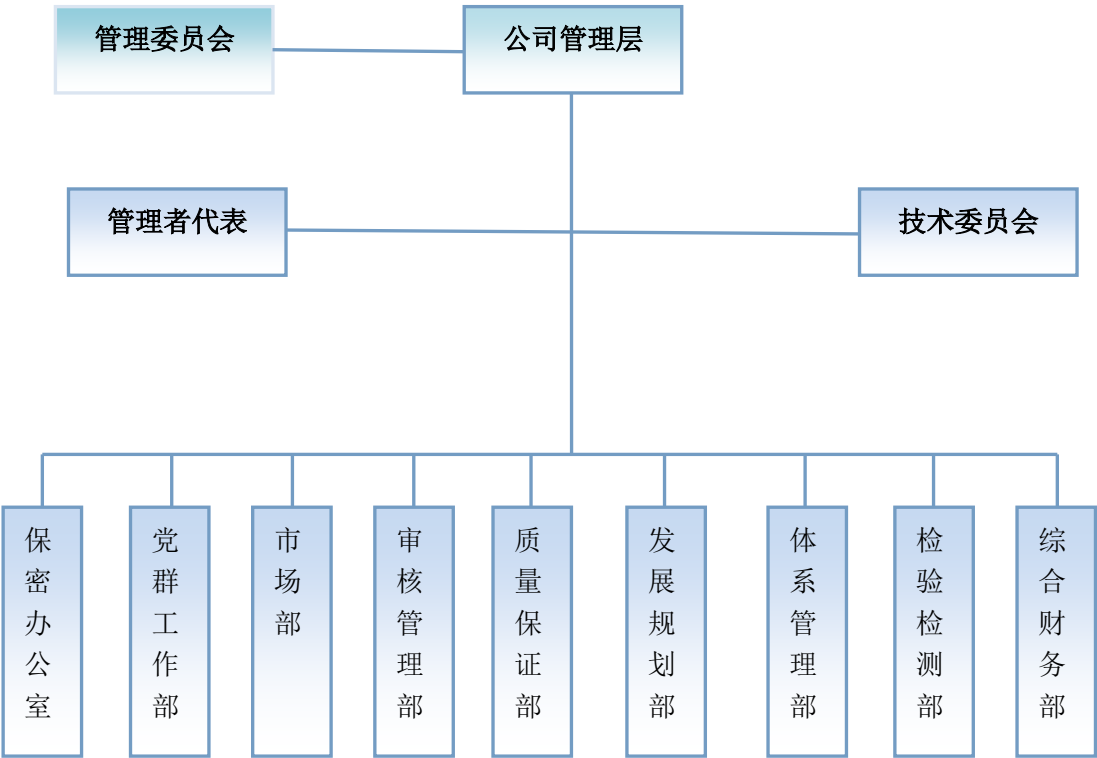 管理委员会
公司管理层
管理者代表
技术委员会
保密办公室
党群工作部
市场部
审核管理部
质量保证部
发展规划部
体系管理部
检验检测部
综合财务部